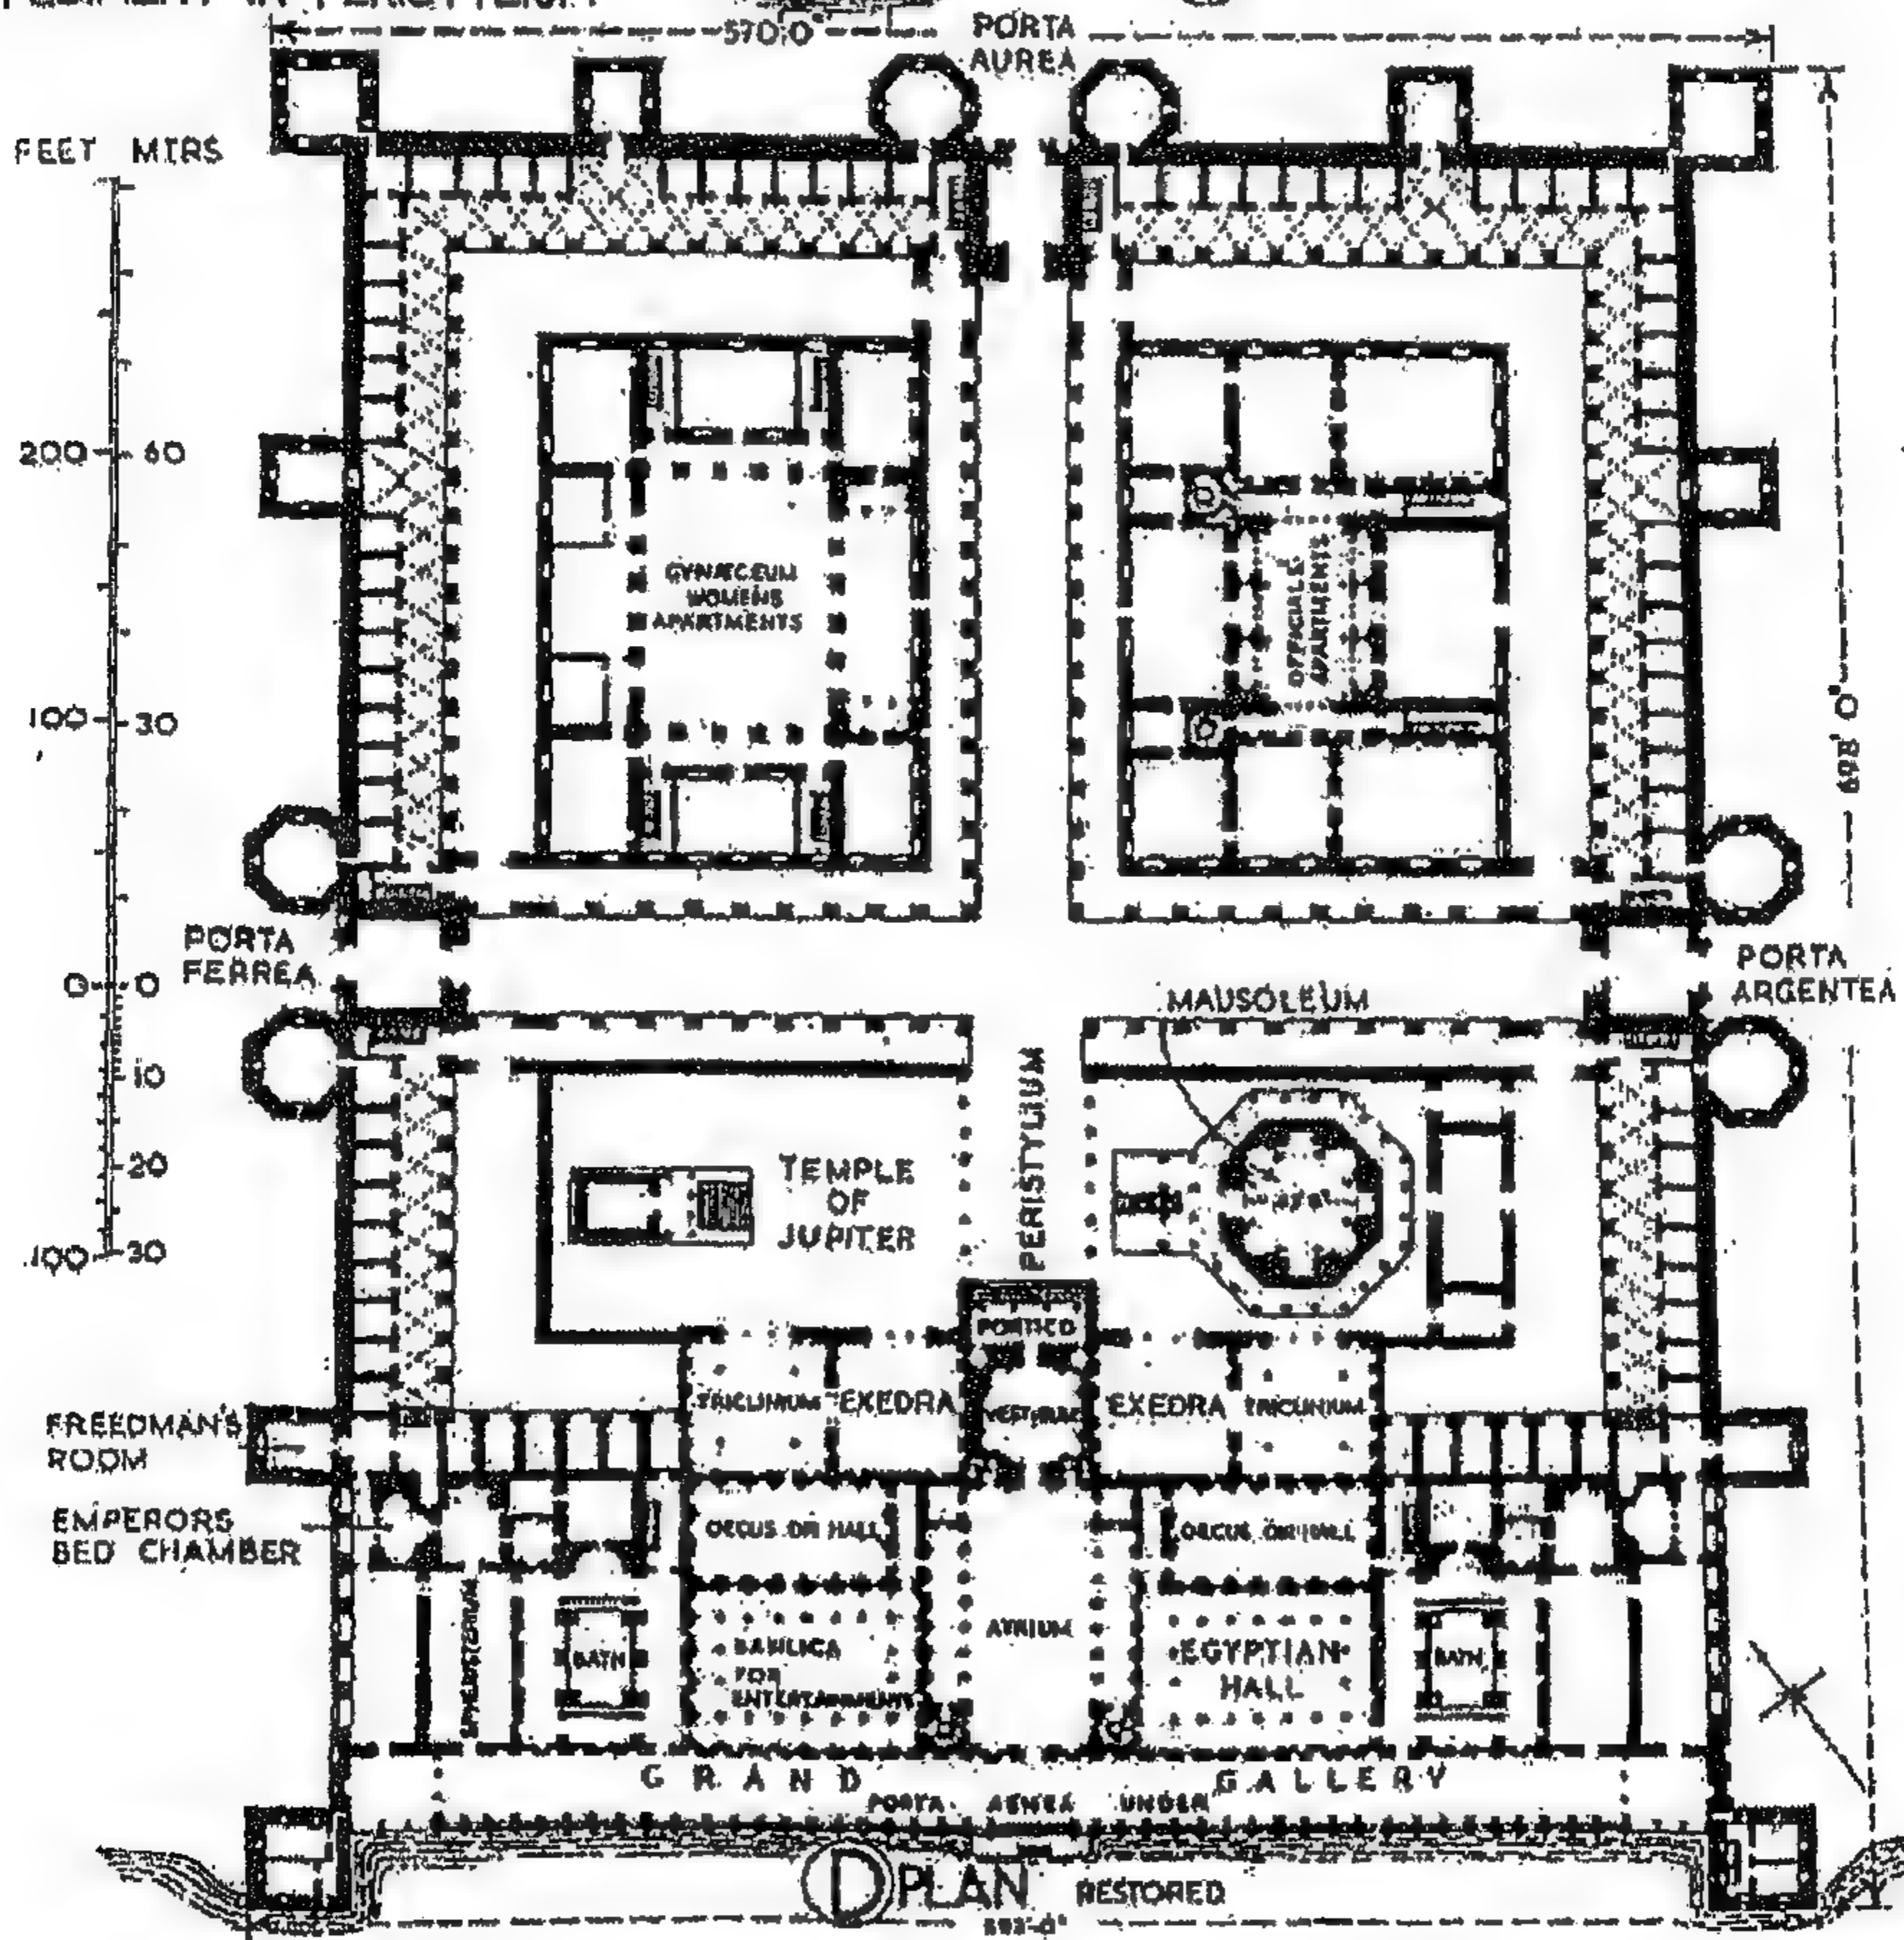 570'.0"
PORTA
AUREA
FEET MTRS
200 60
100 30
0 0
10
20
100 30
GYNÆCEUM
WOMENS
APARTMENTS
OFFICIALS
APARTMENTS
698'.0"
PORTA
FERREA
PORTA
ARGENTEA
MAUSOLEUM
PERISTYLIUM
TEMPLE
OF
JUPITER
PORTICO
TRICLINIUM EXEDRA
EXEDRA TRICLINIUM
FREEDMAN'S
ROOM
EMPERORS
BED CHAMBER
OECUS OR HALL
OECUS OR HALL
ATRIUM
BATH
BASILICA
FOR
ENTERTAINMENTS
EGYPTIAN
HALL
BATH
GRAND GALLERY
PORTA AENEA UNDER
D PLAN RESTORED